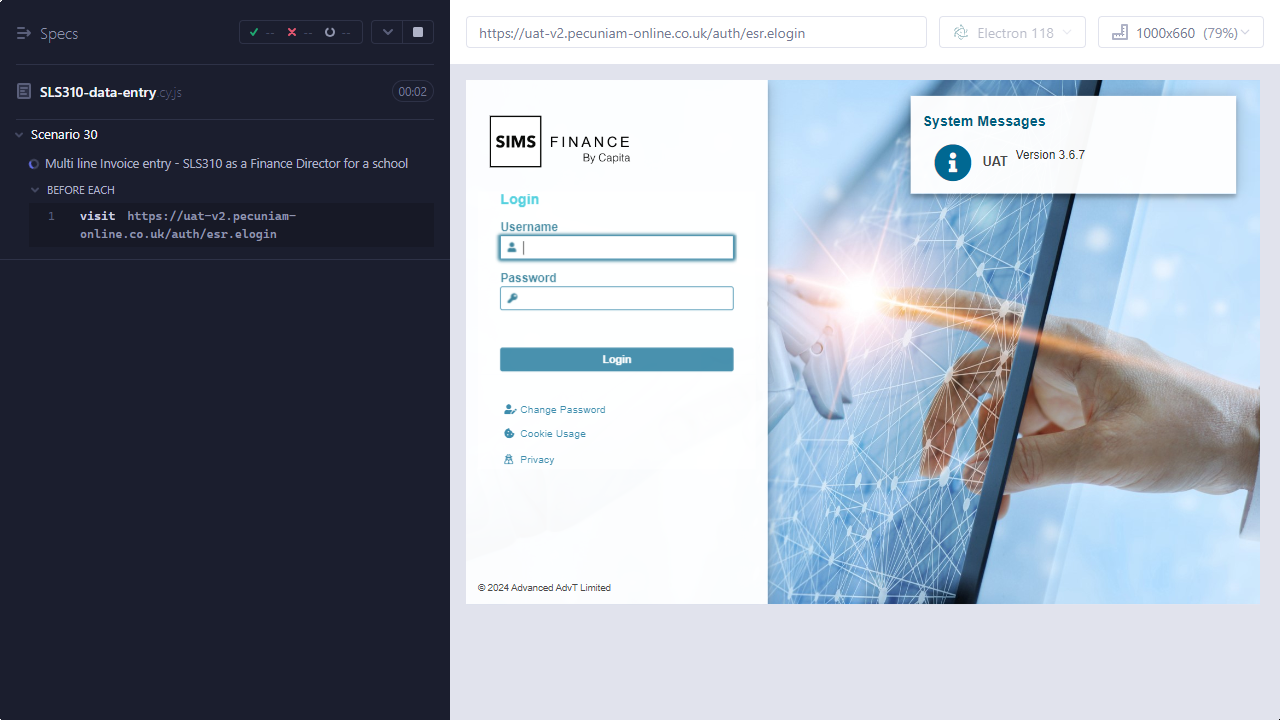 Specs
--
--
--
SLS310-data-entry.cy.js
00:02
Scenario 30
Multi line Invoice entry - SLS310 as a Finance Director for a school
BEFORE EACH
1 visit https://uat-v2.pecuniam-
online.co.uk/auth/esr.elogin
https://uat-v2.pecuniam-online.co.uk/auth/esr.elogin
Electron 118
1000x660 (79%)
SIMS FINANCE
By Capita
Login
Username
Password
Login
Change Password
Cookie Usage
Privacy
© 2024 Advanced AdvT Limited
System Messages
UAT Version 3.6.7